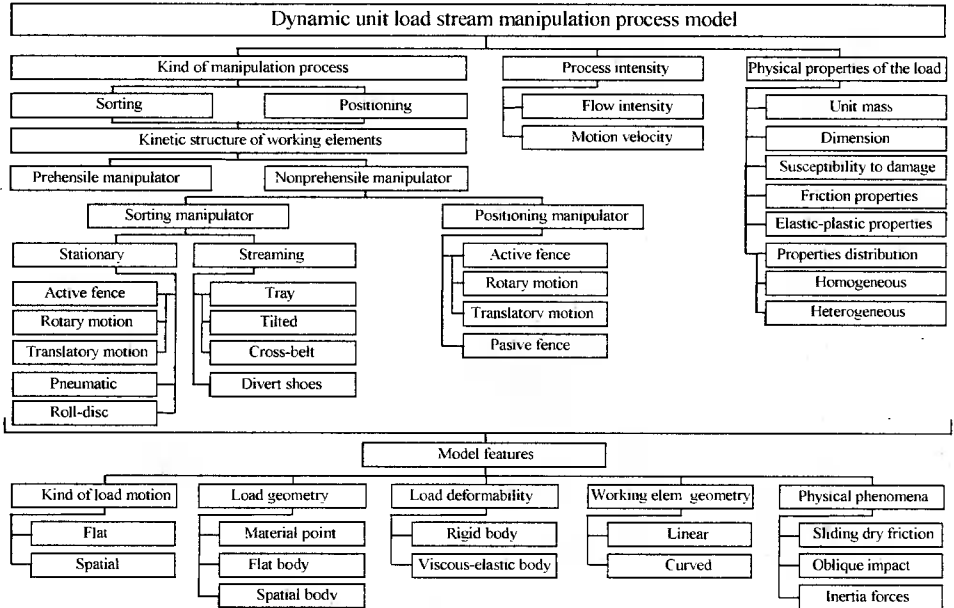 Dynamic unit load stream manipulation process model
Kind of manipulation process
Process intensity
Physical properties of the load
Sorting
Positioning
Flow intensity
Motion velocity
Unit mass
Dimension
Susceptibility to damage
Friction properties
Elastic-plastic properties
Properties distribution
Homogeneous
Heterogeneous
Kinetic structure of working elements
Prehensile manipulator
Nonprehensile manipulator
Sorting manipulator
Positioning manipulator
Stationary
Streaming
Active fence
Rotary motion
Translatory motion
Pneumatic
Roll-disc
Tray
Tilted
Cross-belt
Divert shoes
Active fence
Rotary motion
Translatory motion
Pasive fence
Model features
Kind of load motion
Load geometry
Load deformability
Working elem geometry
Physical phenomena
Flat
Spatial
Material point
Flat body
Spatial body
Rigid body
Viscous-elastic body
Linear
Curved
Sliding dry friction
Oblique impact
Inertia forces